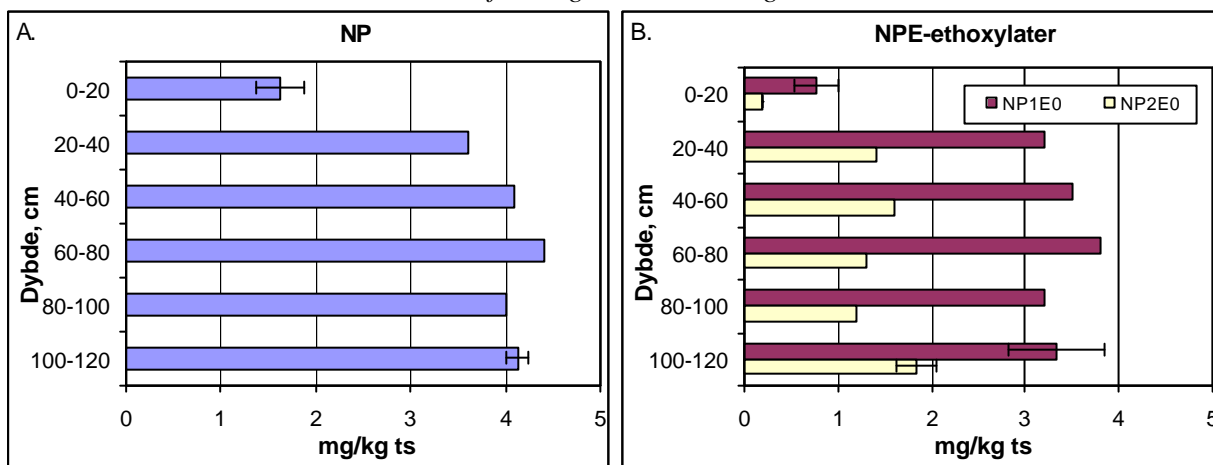 A.
NP
Dybde, cm
0-20
20-40
40-60
60-80
80-100
100-120
0 1 2 3 4 5
mg/kg ts
B.
NPE-ethoxylater
NP1E0 NP2E0
Dybde, cm
0-20
20-40
40-60
60-80
80-100
100-120
0 1 2 3 4 5
mg/kg ts